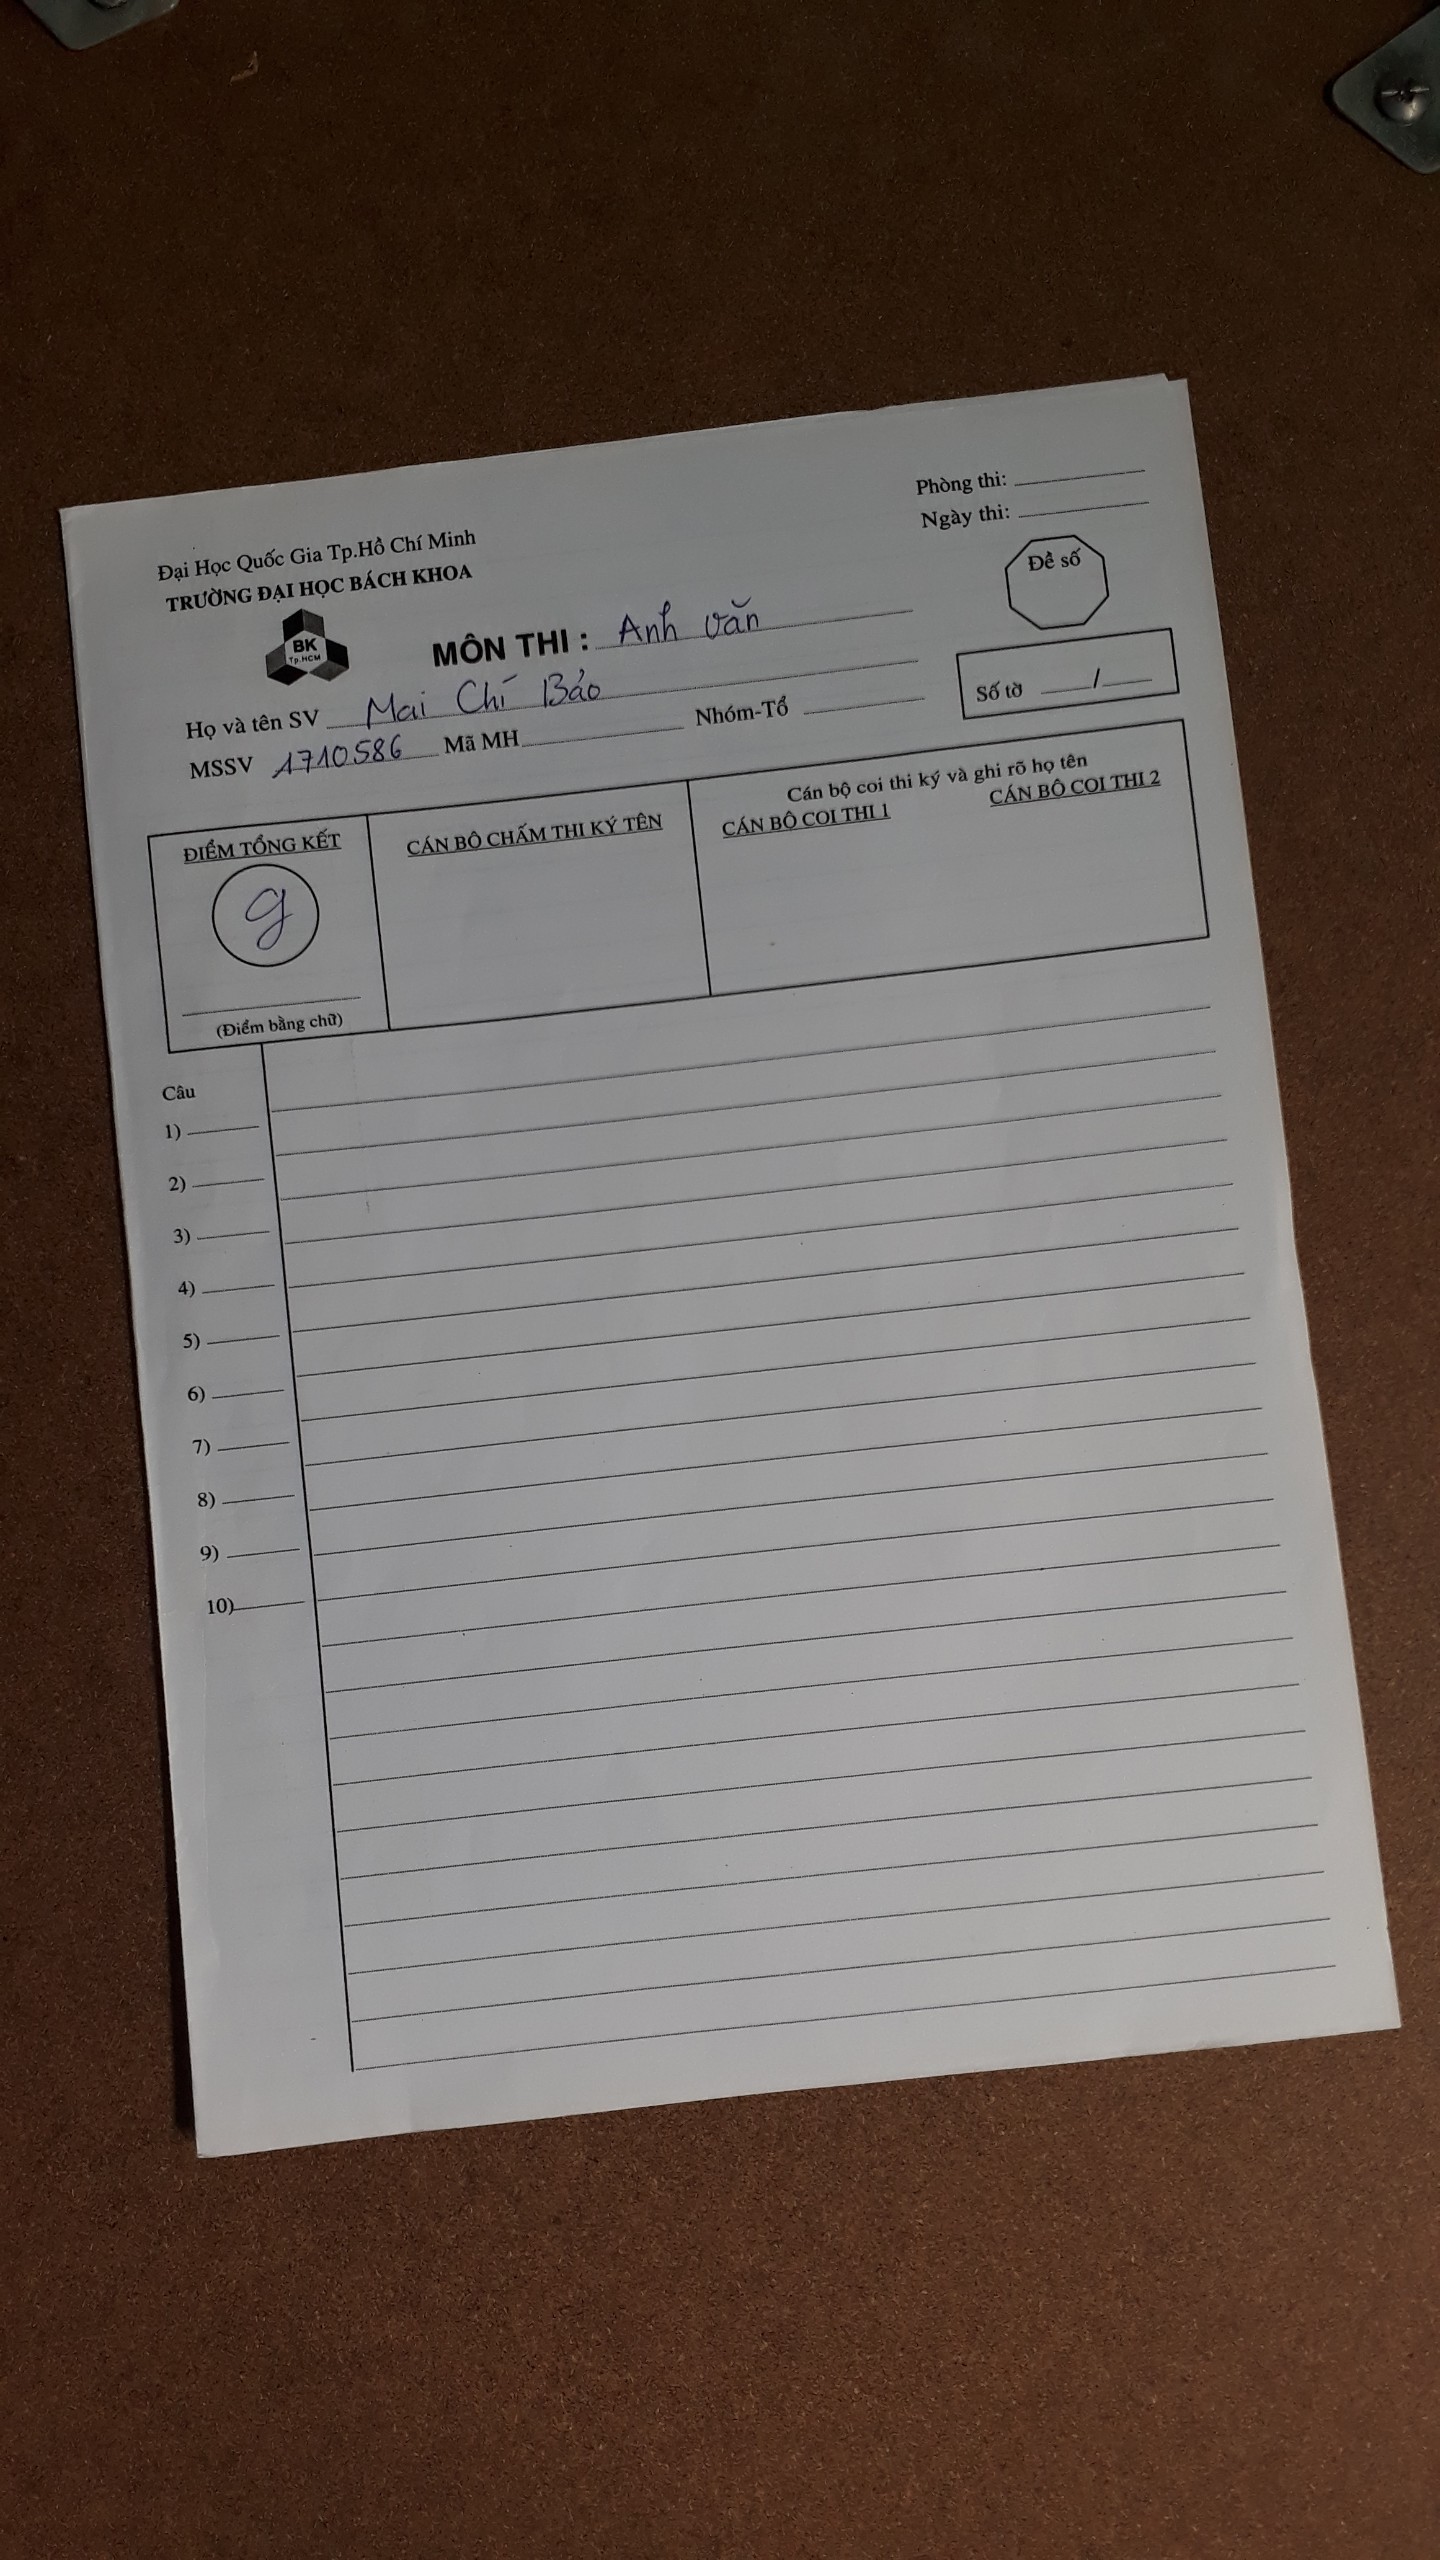 Phòng thi:
Ngày thi:
Đại Học Quốc Gia Tp.Hồ Chí Minh
TRƯỜNG ĐẠI HỌC BÁCH KHOA
Đề số
BK
Tp.HCM
MÔN THI : Anh văn
Số tờ /
Họ và tên SV Mai Chí Bảo
MSSV 1710586 Mã MH Nhóm-Tổ
ĐIỂM TỔNG KẾT
9
(Điểm bằng chữ)
CÁN BỘ CHẤM THI KÝ TÊN
Cán bộ coi thi ký và ghi rõ họ tên
CÁN BỘ COI THI 1 CÁN BỘ COI THI 2
Câu
1)
2)
3)
4)
5)
6)
7)
8)
9)
10)